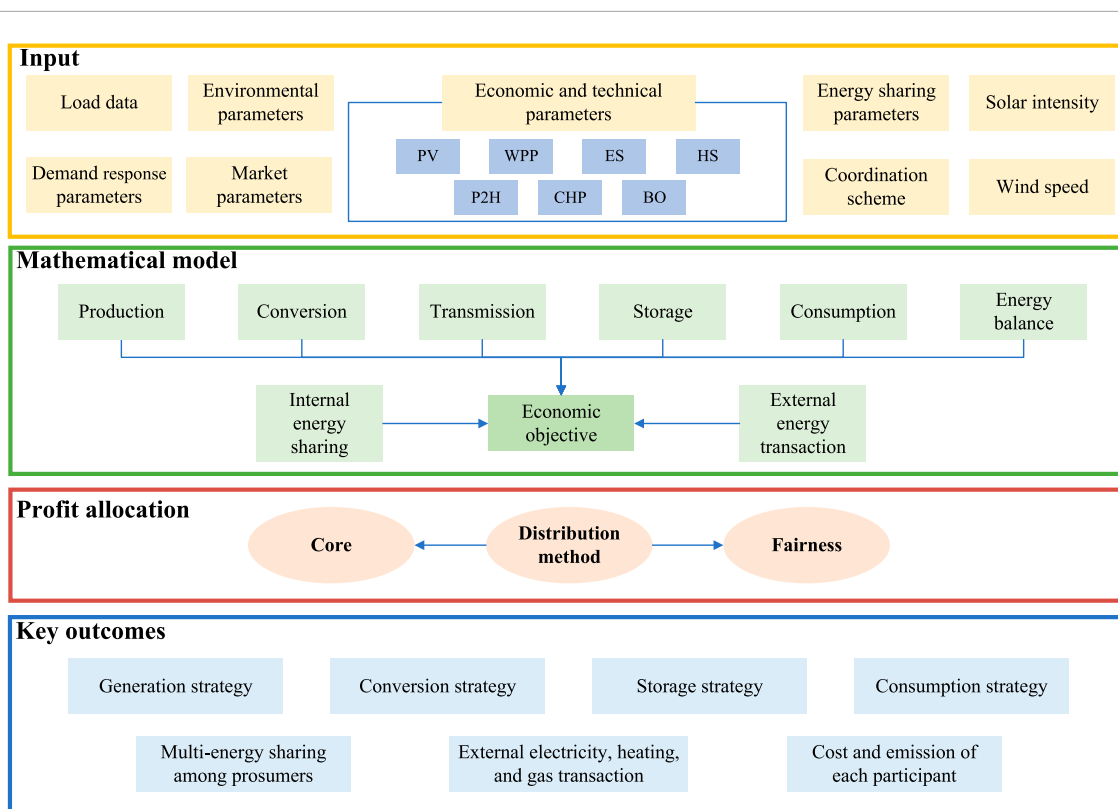 Input
Load data
Environmental
parameters
Economic and technical
parameters
Energy sharing
parameters
Solar intensity
PV
WPP
ES
HS
Demand response
parameters
Market
parameters
P2H
CHP
BO
Coordination
scheme
Wind speed
Mathematical model
Production
Conversion
Transmission
Storage
Consumption
Energy
balance
Internal
energy
sharing
Economic
objective
External
energy
transaction
Profit allocation
Core
Distribution
method
Fairness
Key outcomes
Generation strategy
Conversion strategy
Storage strategy
Consumption strategy
Multi-energy sharing
among prosumers
External electricity, heating,
and gas transaction
Cost and emission of
each participant